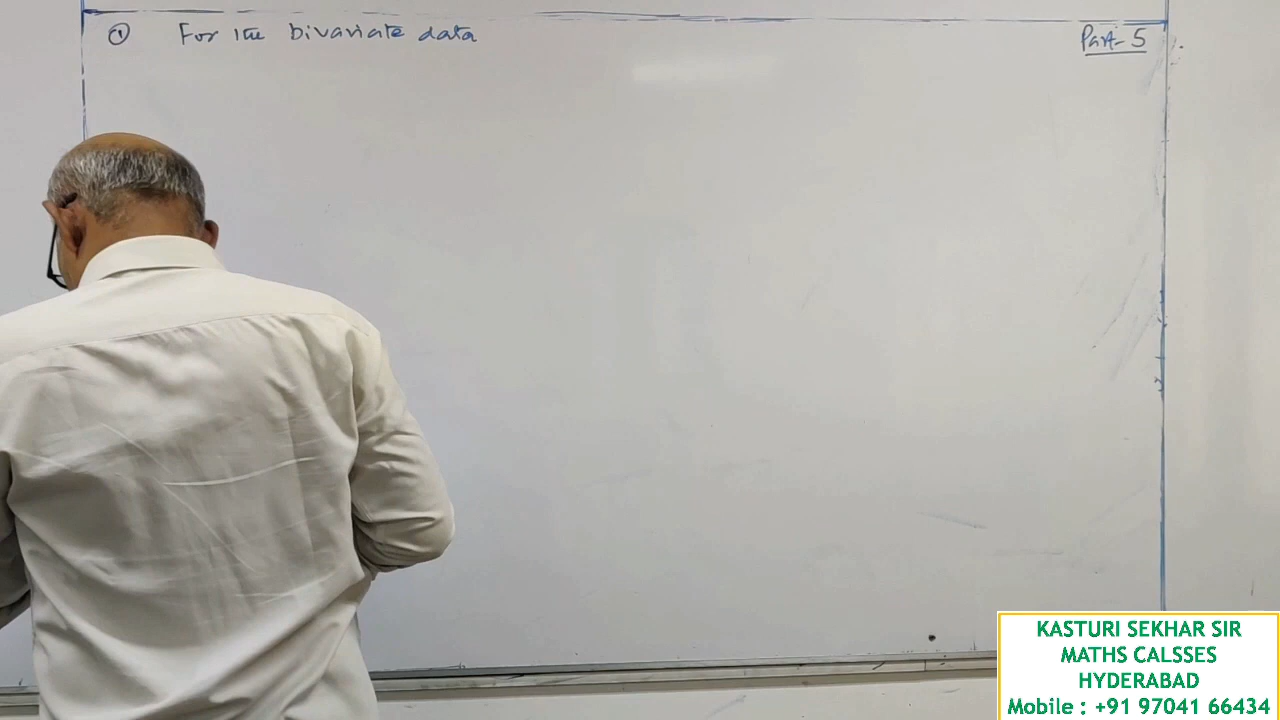 ① For the bivariate data
Part-5
KASTURI SEKHAR SIR
MATHS CALSSES
HYDERABAD
Mobile : +91 97041 66434